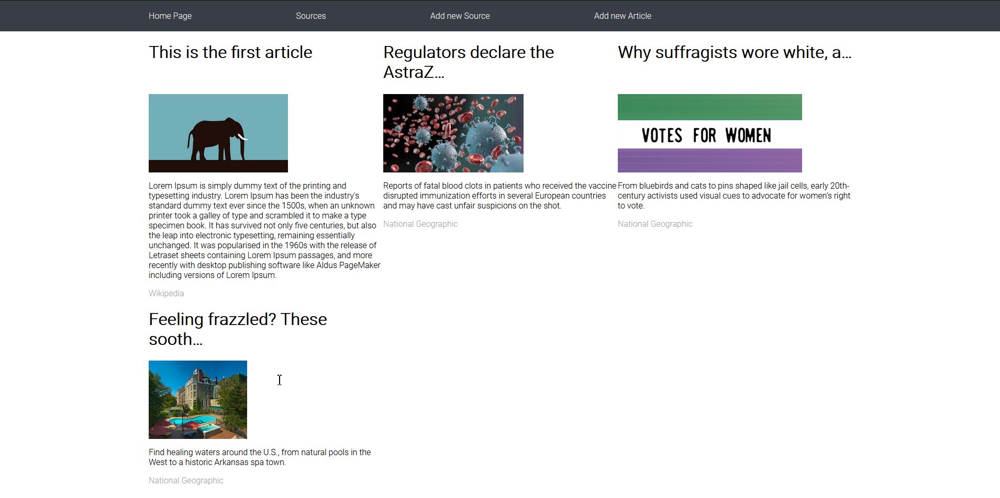 Home Page
Sources
Add new Source
Add new Article
This is the first article
Lorem Ipsum is simply dummy text of the printing and
typesetting industry. Lorem Ipsum has been the industry's
standard dummy text ever since the 1500s, when an unknown
printer took a galley of type and scrambled it to make a type
specimen book. It has survived not only five centuries, but also
the leap into electronic typesetting, remaining essentially
unchanged. It was popularised in the 1960s with the release of
Letraset sheets containing Lorem Ipsum passages, and more
recently with desktop publishing software like Aldus PageMaker
including versions of Lorem Ipsum.
Wikipedia
Regulators declare the
AstraZ...
Reports of fatal blood clots in patients who received the vaccine
disrupted immunization efforts in several European countries
and may have cast unfair suspicions on the shot.
National Geographic
Why suffragists wore white, a...
VOTES FOR WOMEN
From bluebirds and cats to pins shaped like jail cells, early 20th-
century activists used visual cues to advocate for women’s right
to vote.
National Geographic
Feeling frazzled? These
sooth...
Find healing waters around the U.S., from natural pools in the
West to a historic Arkansas spa town.
National Geographic